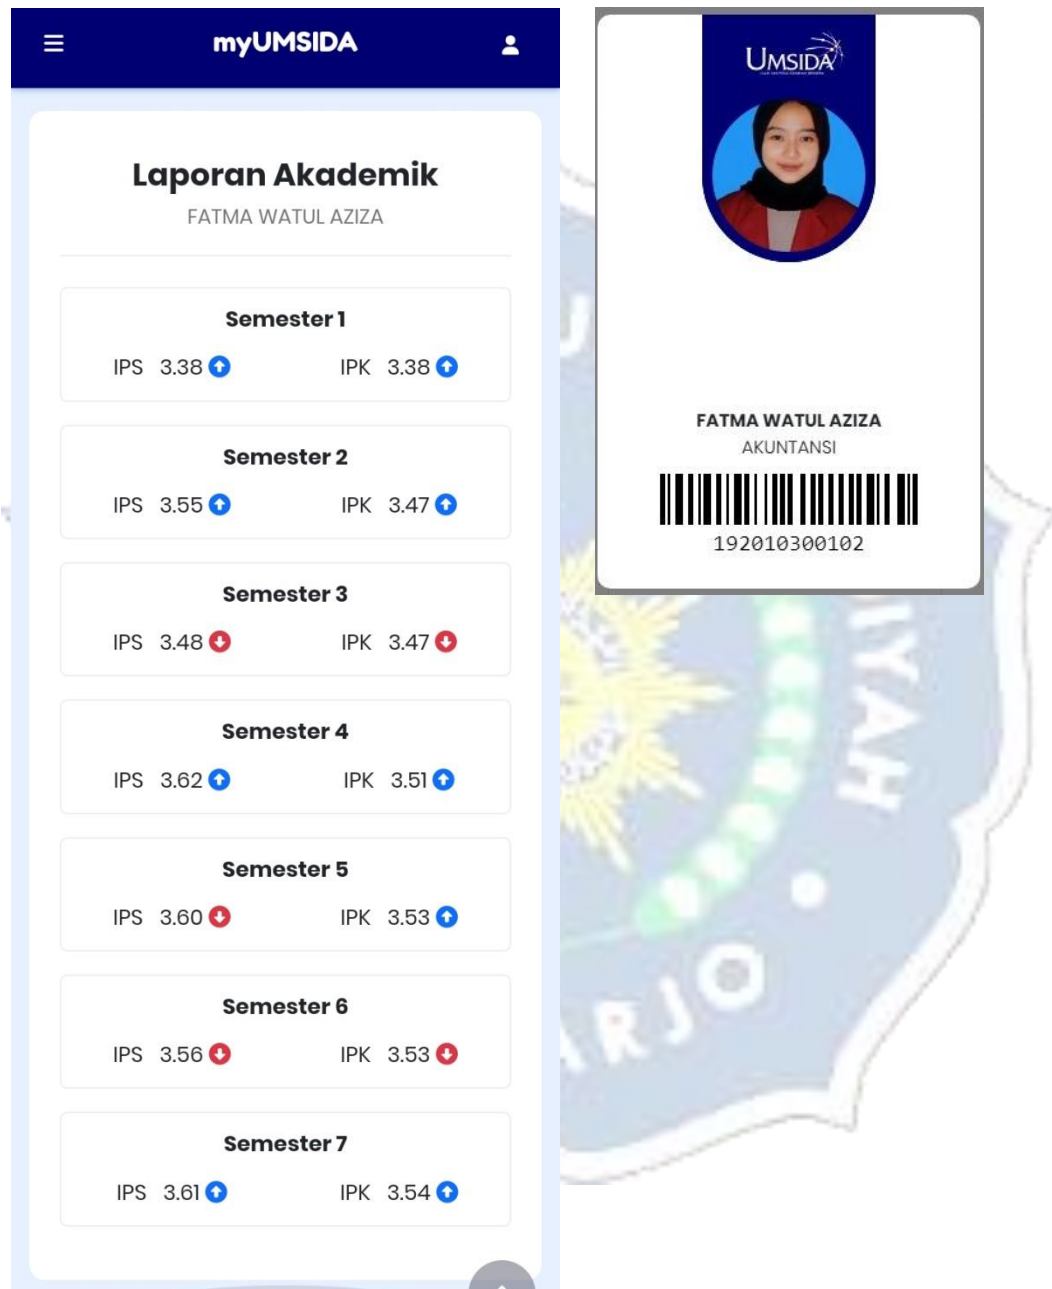 myUMSIDA
Laporan Akademik
FATMA WATUL AZIZA
Semester 1
IPS 3.38 IPK 3.38
Semester 2
IPS 3.55 IPK 3.47
Semester 3
IPS 3.48 IPK 3.47
Semester 4
IPS 3.62 IPK 3.51
Semester 5
IPS 3.60 IPK 3.53
Semester 6
IPS 3.56 IPK 3.53
Semester 7
IPS 3.61 IPK 3.54
UMSIDA
FATMA WATUL AZIZA
AKUNTANSI
192010300102
IYAH
ARJO